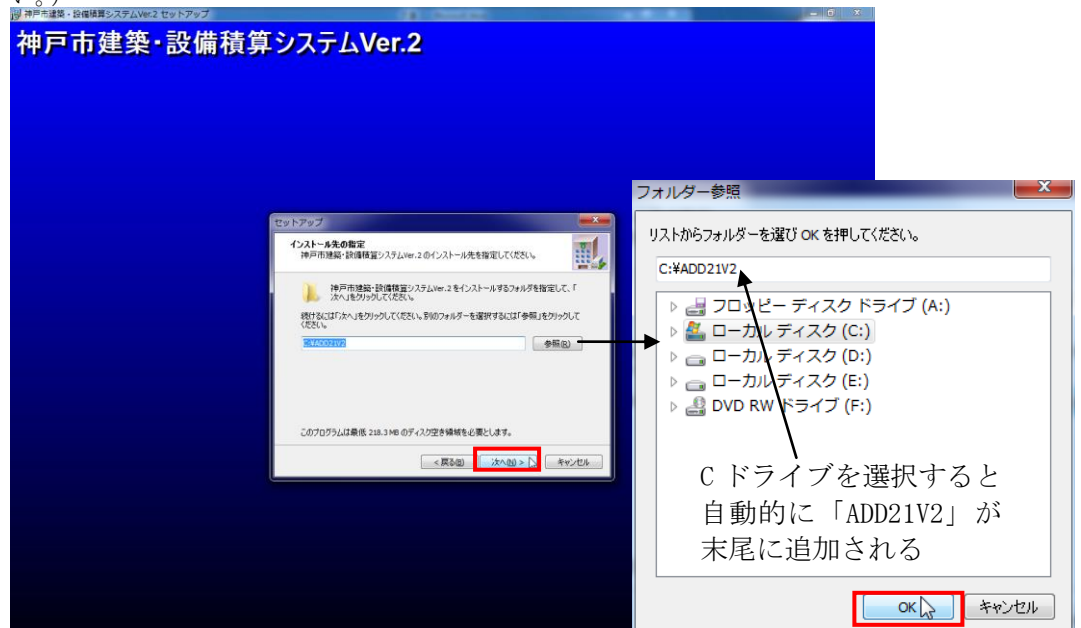 い。)
神戸市建築・設備積算システムVer.2 セットアップ
神戸市建築・設備積算システムVer.2
セットアップ
インストール先の指定
神戸市建築・設備積算システムVer.2 のインストール先を指定してください。
神戸市建築・設備積算システムVer.2 をインストールするフォルダを指定して、「
次へ」をクリックしてください。
続けるには「次へ」をクリックしてください。別のフォルダーを選択するには「参照」をクリックして
ください。
C:¥ADD21V2
参照(R)
このプログラムは最低 218.3 MB のディスク空き領域を必要とします。
< 戻る(B)
次へ(N) >
キャンセル
フォルダー参照
リストからフォルダーを選び OK を押してください。
C:¥ADD21V2
フロッピー ディスク ドライブ (A:)
ローカル ディスク (C:)
ローカル ディスク (D:)
ローカル ディスク (E:)
DVD RW ドライブ (F:)
C ドライブを選択すると
自動的に「ADD21V2」が
末尾に追加される
OK
キャンセル